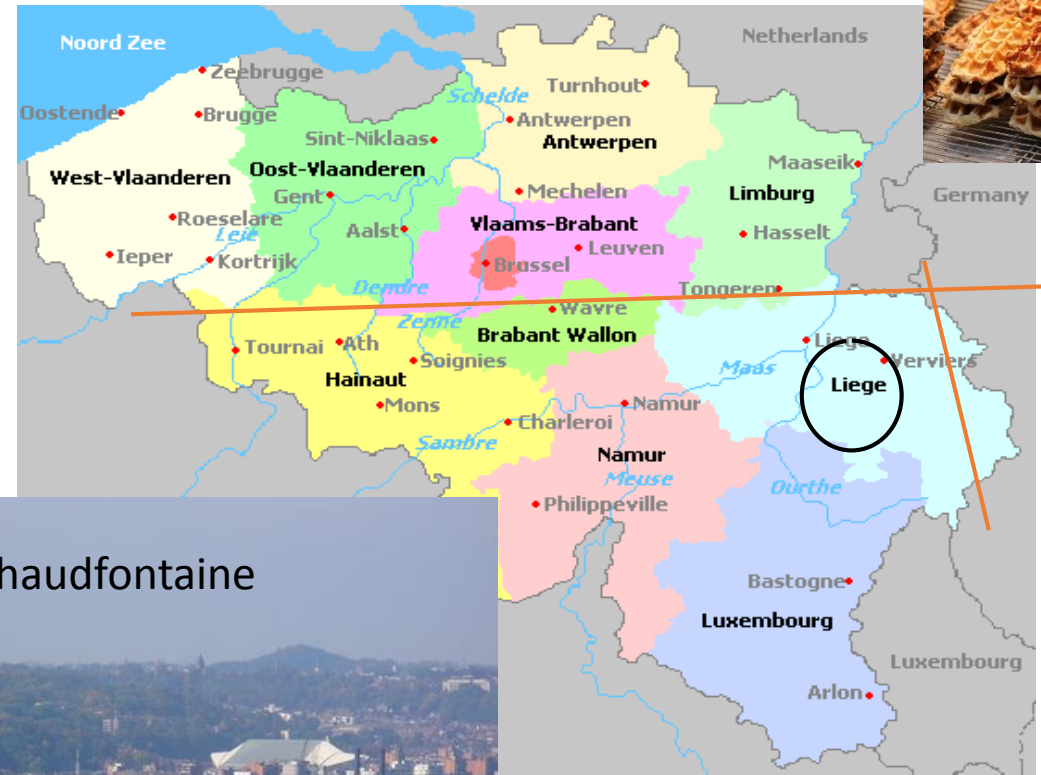 Noord Zee
Netherlands
Zeebrugge
Turnhout
Schelde
Oostende
Brugge
Antwerpen
Sint-Niklaas
Antwerpen
Maaseik
West-Vlaanderen
Oost-Vlaanderen
Gent
Mechelen
Limburg
Germany
Roeselare
Leie
Aalst
Vlaams-Brabant
Hasselt
Leuven
Ieper
Kortrijk
Brussel
Dendre
Tongeren
Wavre
Zenne
Brabant Wallon
Tournai
Ath
Soignies
Liege
Verviers
Hainaut
Maas
Liege
Mons
Namur
Charleroi
Sambre
Namur
Meuse
Ourthe
Philippeville
haudfontaine
Bastogne
Luxembourg
Luxembourg
Arlon